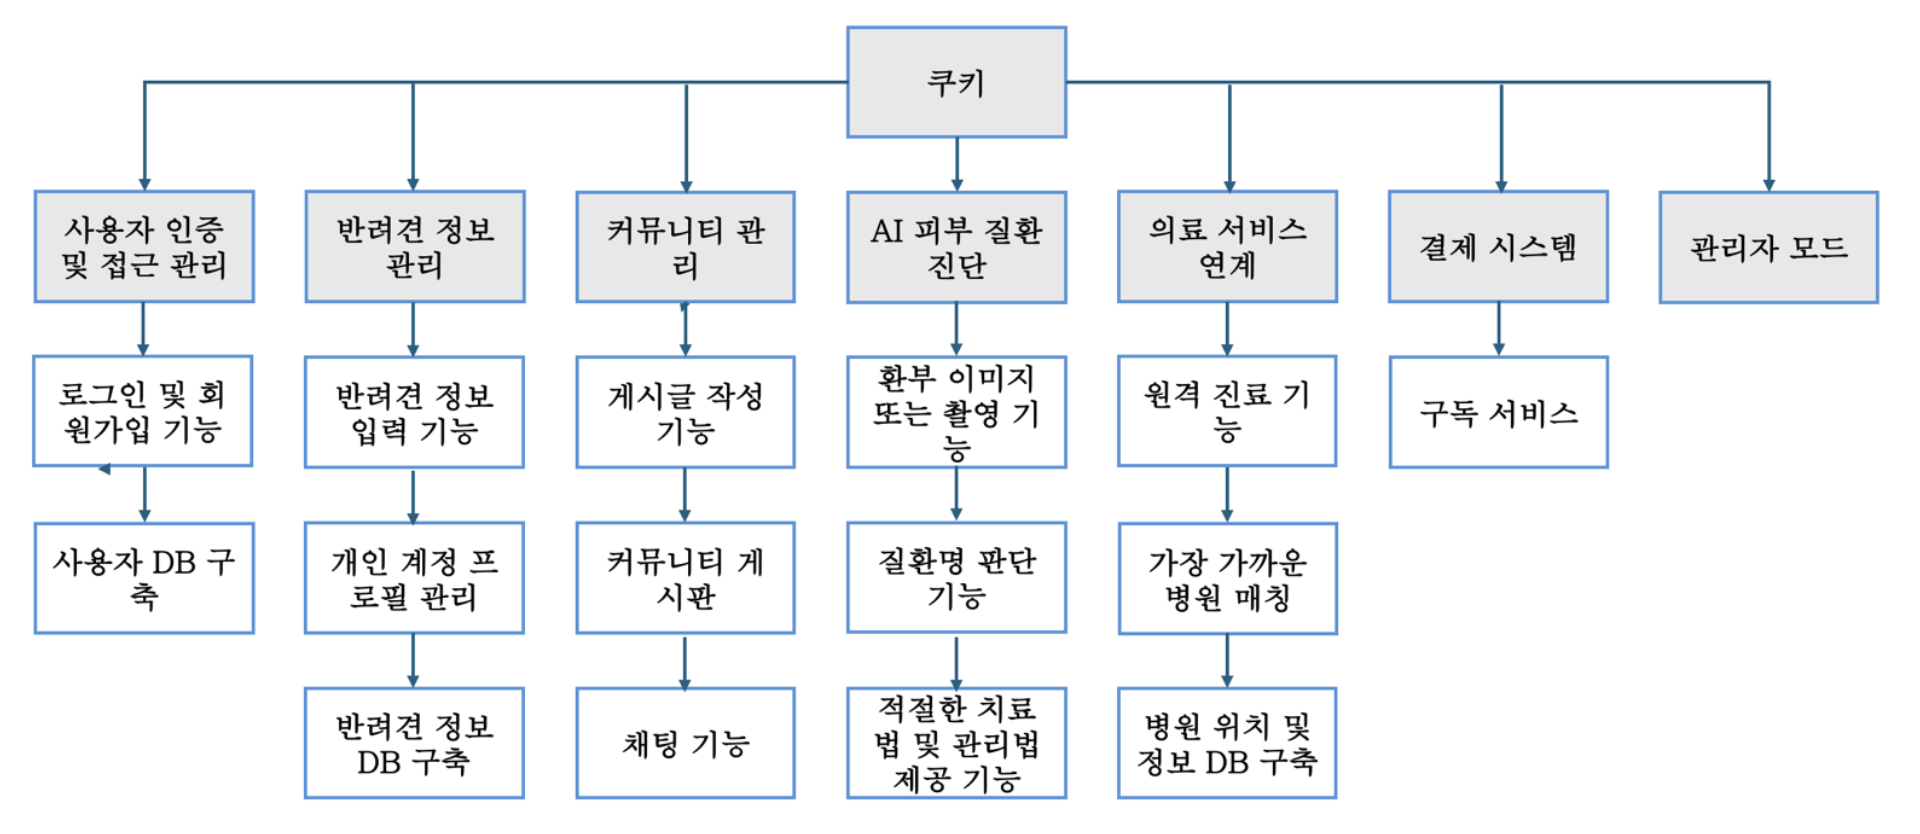 쿠키
사용자 인증
및 접근 관리
반려견 정보
관리
커뮤니티 관
리
AI 피부 질환
진단
의료 서비스
연계
결제 시스템
관리자 모드
로그인 및 회
원가입 기능
반려견 정보
입력 기능
게시글 작성
기능
환부 이미지
또는 촬영 기
능
원격 진료 기
능
구독 서비스
사용자 DB 구
축
개인 계정 프
로필 관리
커뮤니티 게
시판
질환명 판단
기능
가장 가까운
병원 매칭
반려견 정보
DB 구축
채팅 기능
적절한 치료
법 및 관리법
제공 기능
병원 위치 및
정보 DB 구축